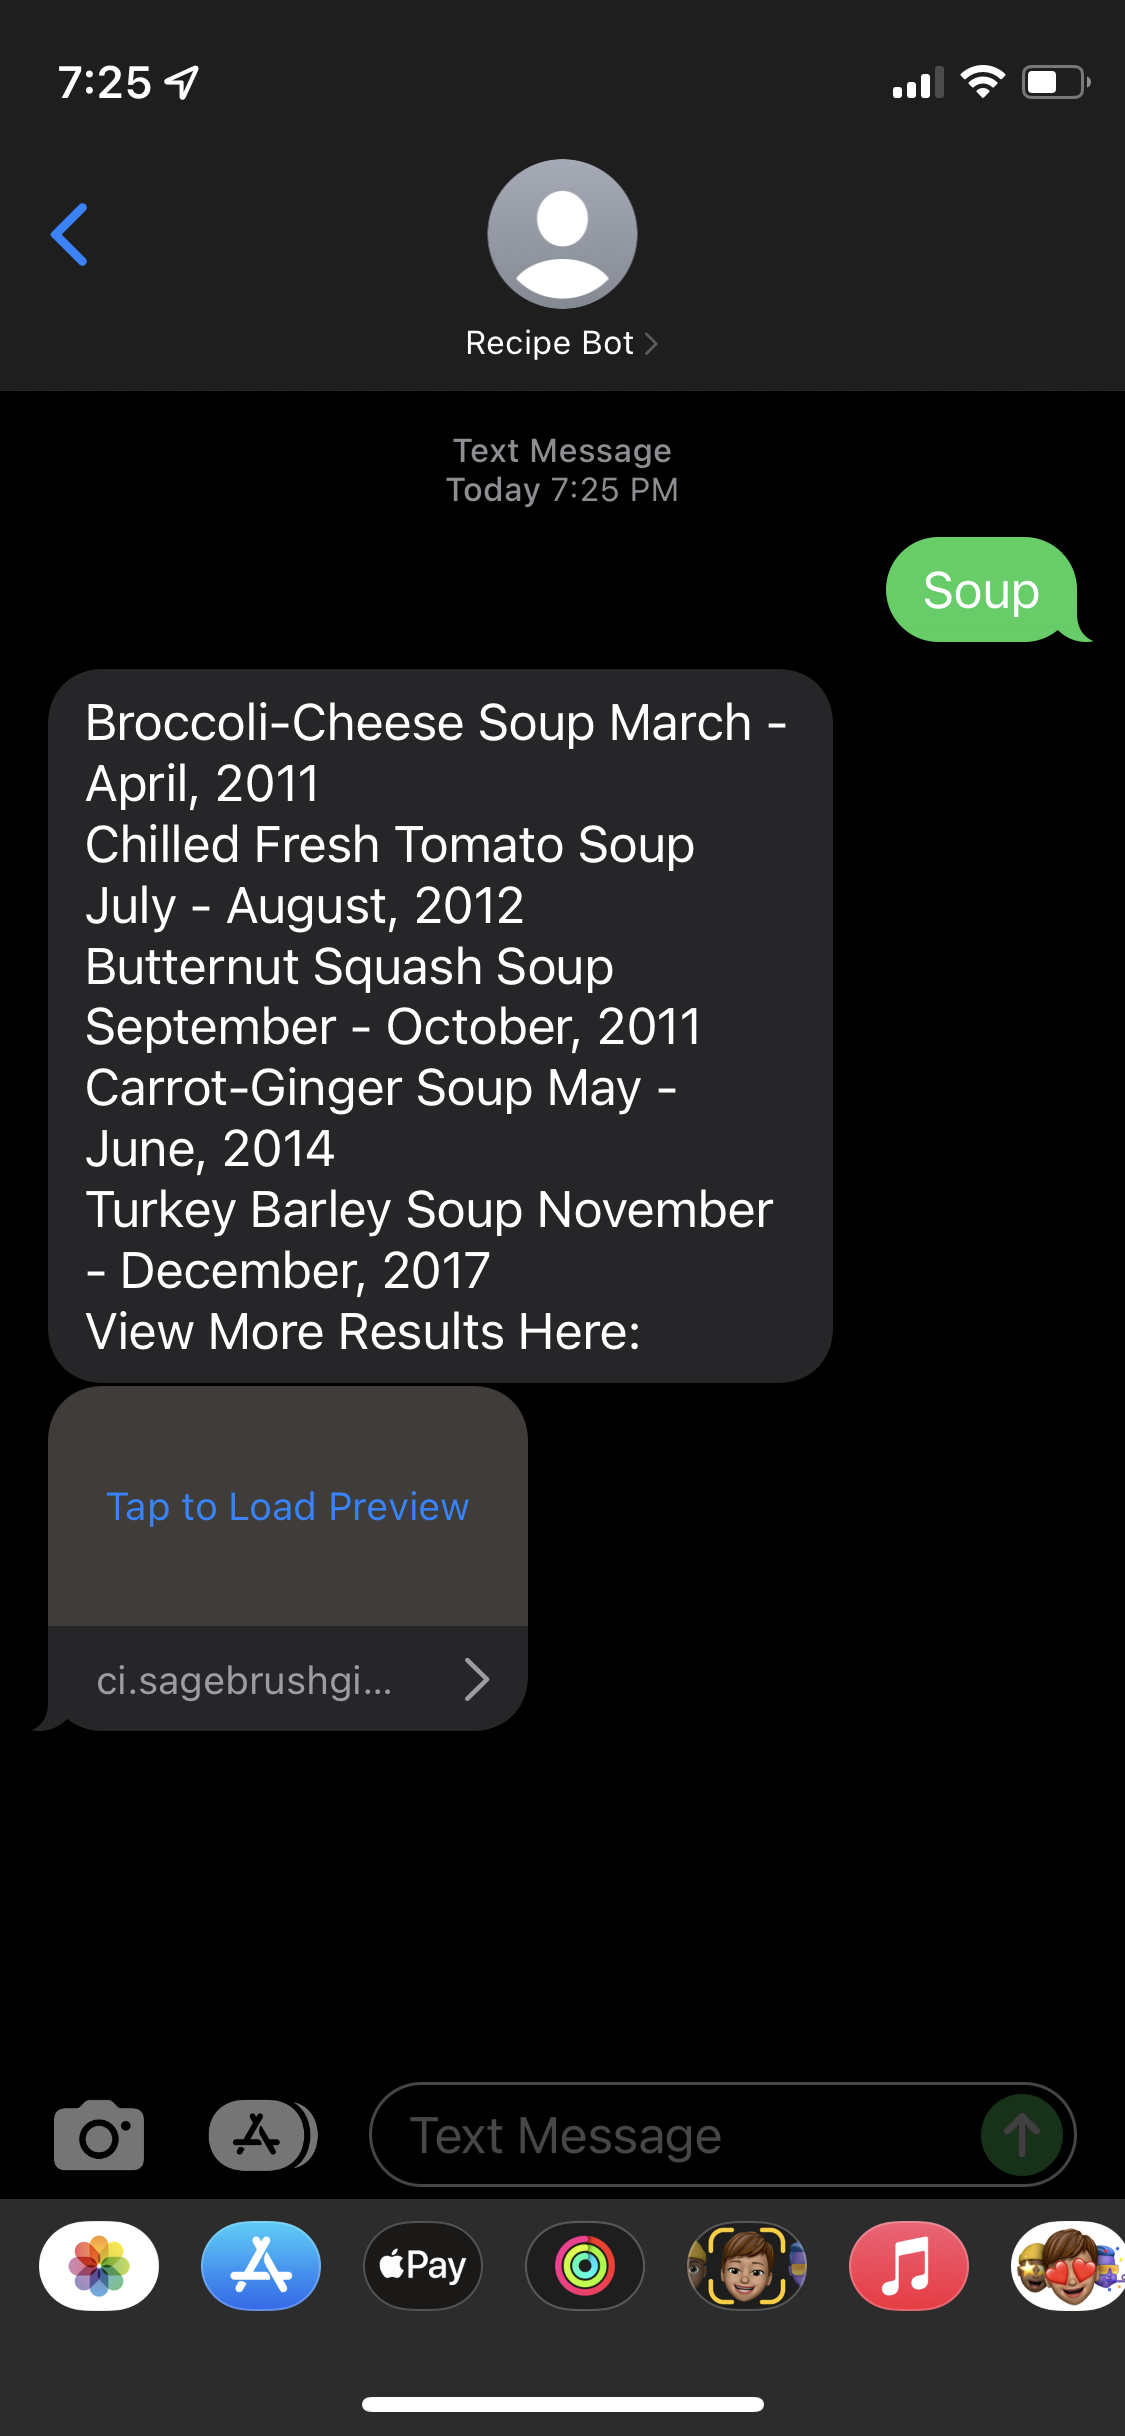 7:25
Recipe Bot
Text Message
Today 7:25 PM
Soup
Broccoli-Cheese Soup March -
April, 2011
Chilled Fresh Tomato Soup
July - August, 2012
Butternut Squash Soup
September - October, 2011
Carrot-Ginger Soup May -
June, 2014
Turkey Barley Soup November
- December, 2017
View More Results Here:
Tap to Load Preview
ci.sagebrushgi...
Text Message
Pay